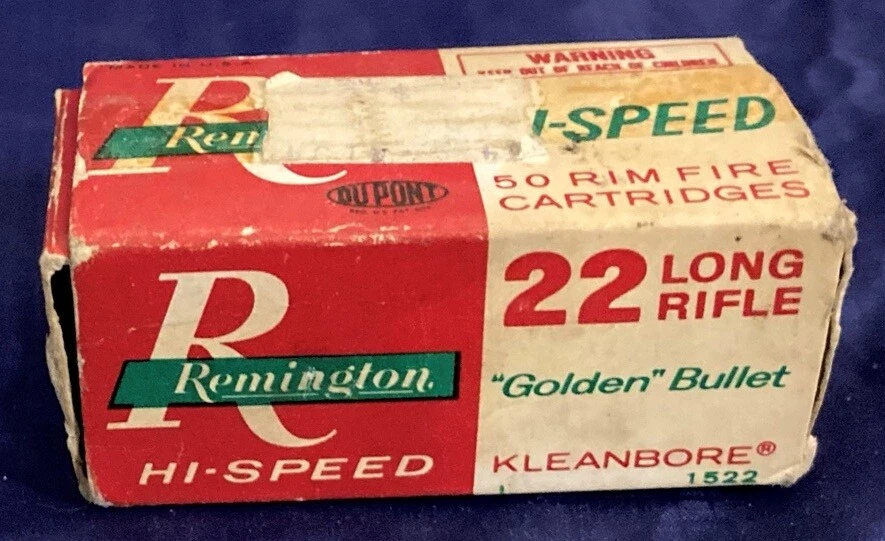 MADE IN U.S.A.
WARNING
KEEP OUT OF REACH OF CHILDREN
R
Rem
I-SPEED
DU PONT
50 RIM FIRE
CARTRIDGES
R
Remington
HI-SPEED
22 LONG
RIFLE
"Golden" Bullet
KLEANBORE®
1522